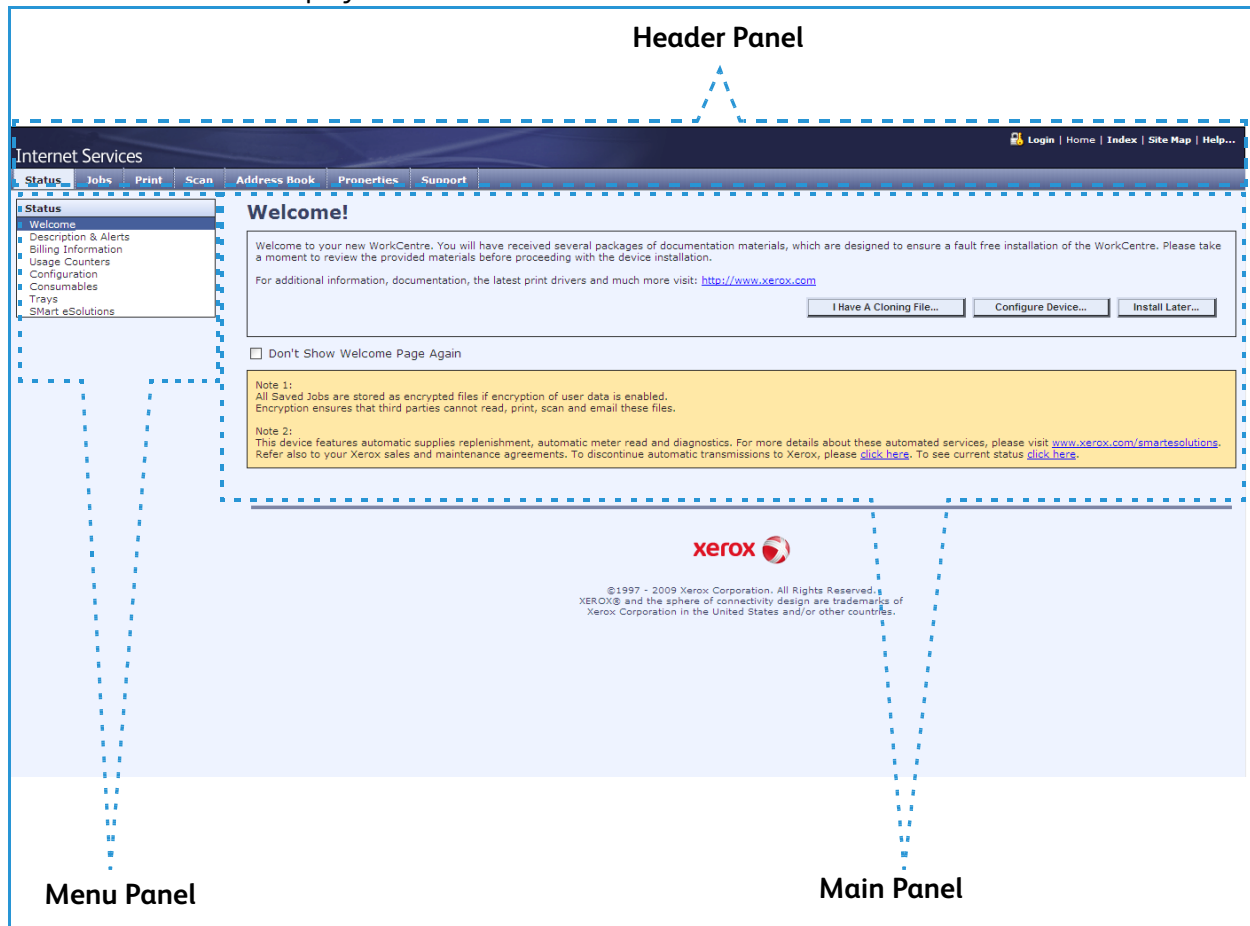 Header Panel
Internet Services
Login | Home | Index | Site Map | Help...
Status Jobs Print Scan Address Book Properties Support
Status
Welcome
Description & Alerts
Billing Information
Usage Counters
Configuration
Consumables
Trays
SMart eSolutions
Welcome!
Welcome to your new WorkCentre. You will have received several packages of documentation materials, which are designed to ensure a fault free installation of the WorkCentre. Please take
a moment to review the provided materials before proceeding with the device installation.
For additional information, documentation, the latest print drivers and much more visit: http://www.xerox.com
I Have A Cloning File... Configure Device... Install Later...
Don't Show Welcome Page Again
Note 1:
All Saved Jobs are stored as encrypted files if encryption of user data is enabled.
Encryption ensures that third parties cannot read, print, scan and email these files.
Note 2:
This device features automatic supplies replenishment, automatic meter read and diagnostics. For more details about these automated services, please visit www.xerox.com/smartesolutions.
Refer also to your Xerox sales and maintenance agreements. To discontinue automatic transmissions to Xerox, please click here. To see current status click here.
xerox
©1997 - 2009 Xerox Corporation. All Rights Reserved.
XEROX® and the sphere of connectivity design are trademarks of
Xerox Corporation in the United States and/or other countries.
Menu Panel
Main Panel